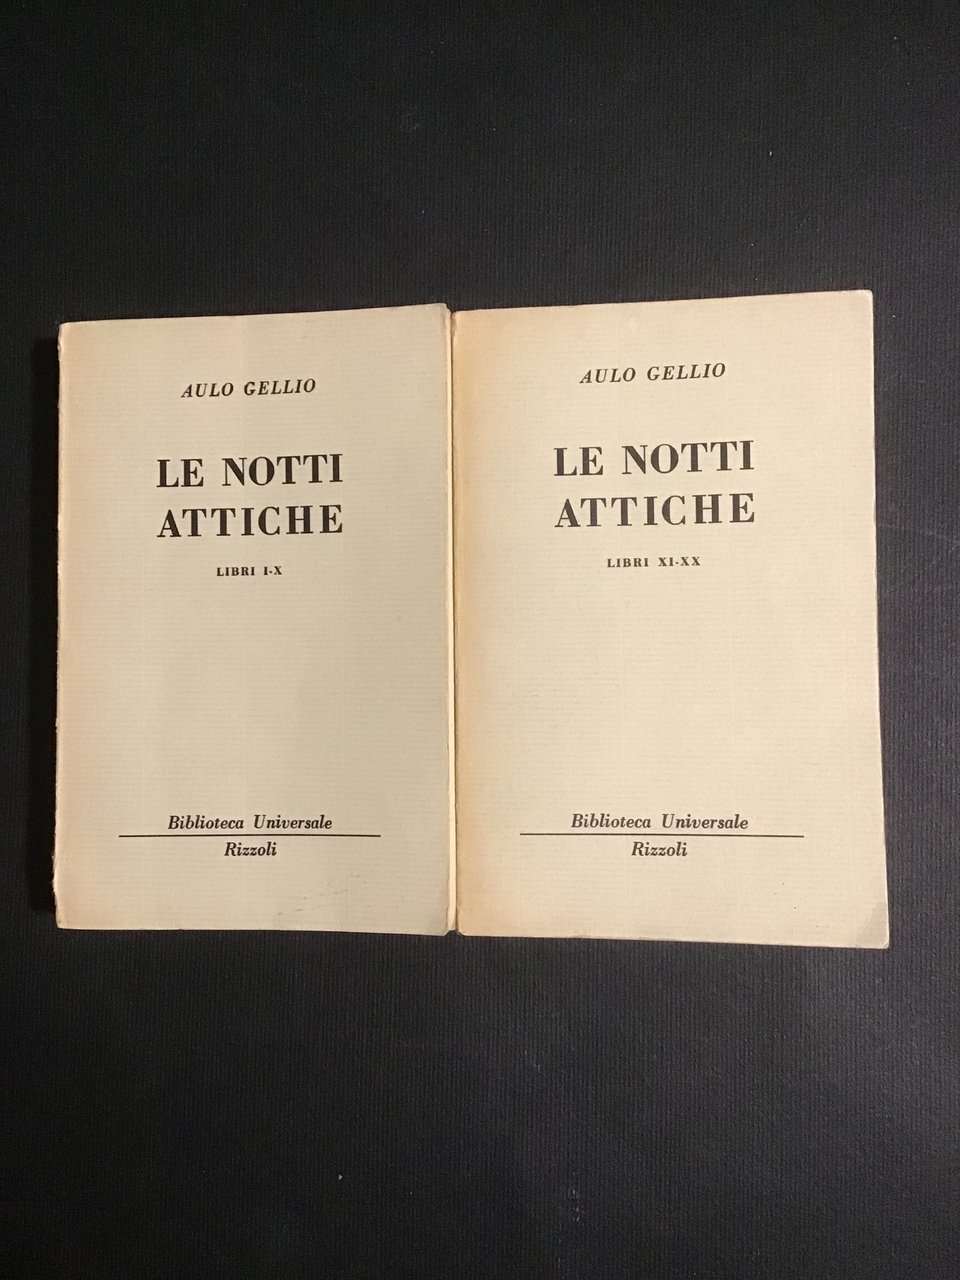 AULO GELLIO
LE NOTTI
ATTICHE
LIBRI I-X
Biblioteca Universale
Rizzoli
AULO GELLIO
LE NOTTI
ATTICHE
LIBRI XI-XX
Biblioteca Universale
Rizzoli